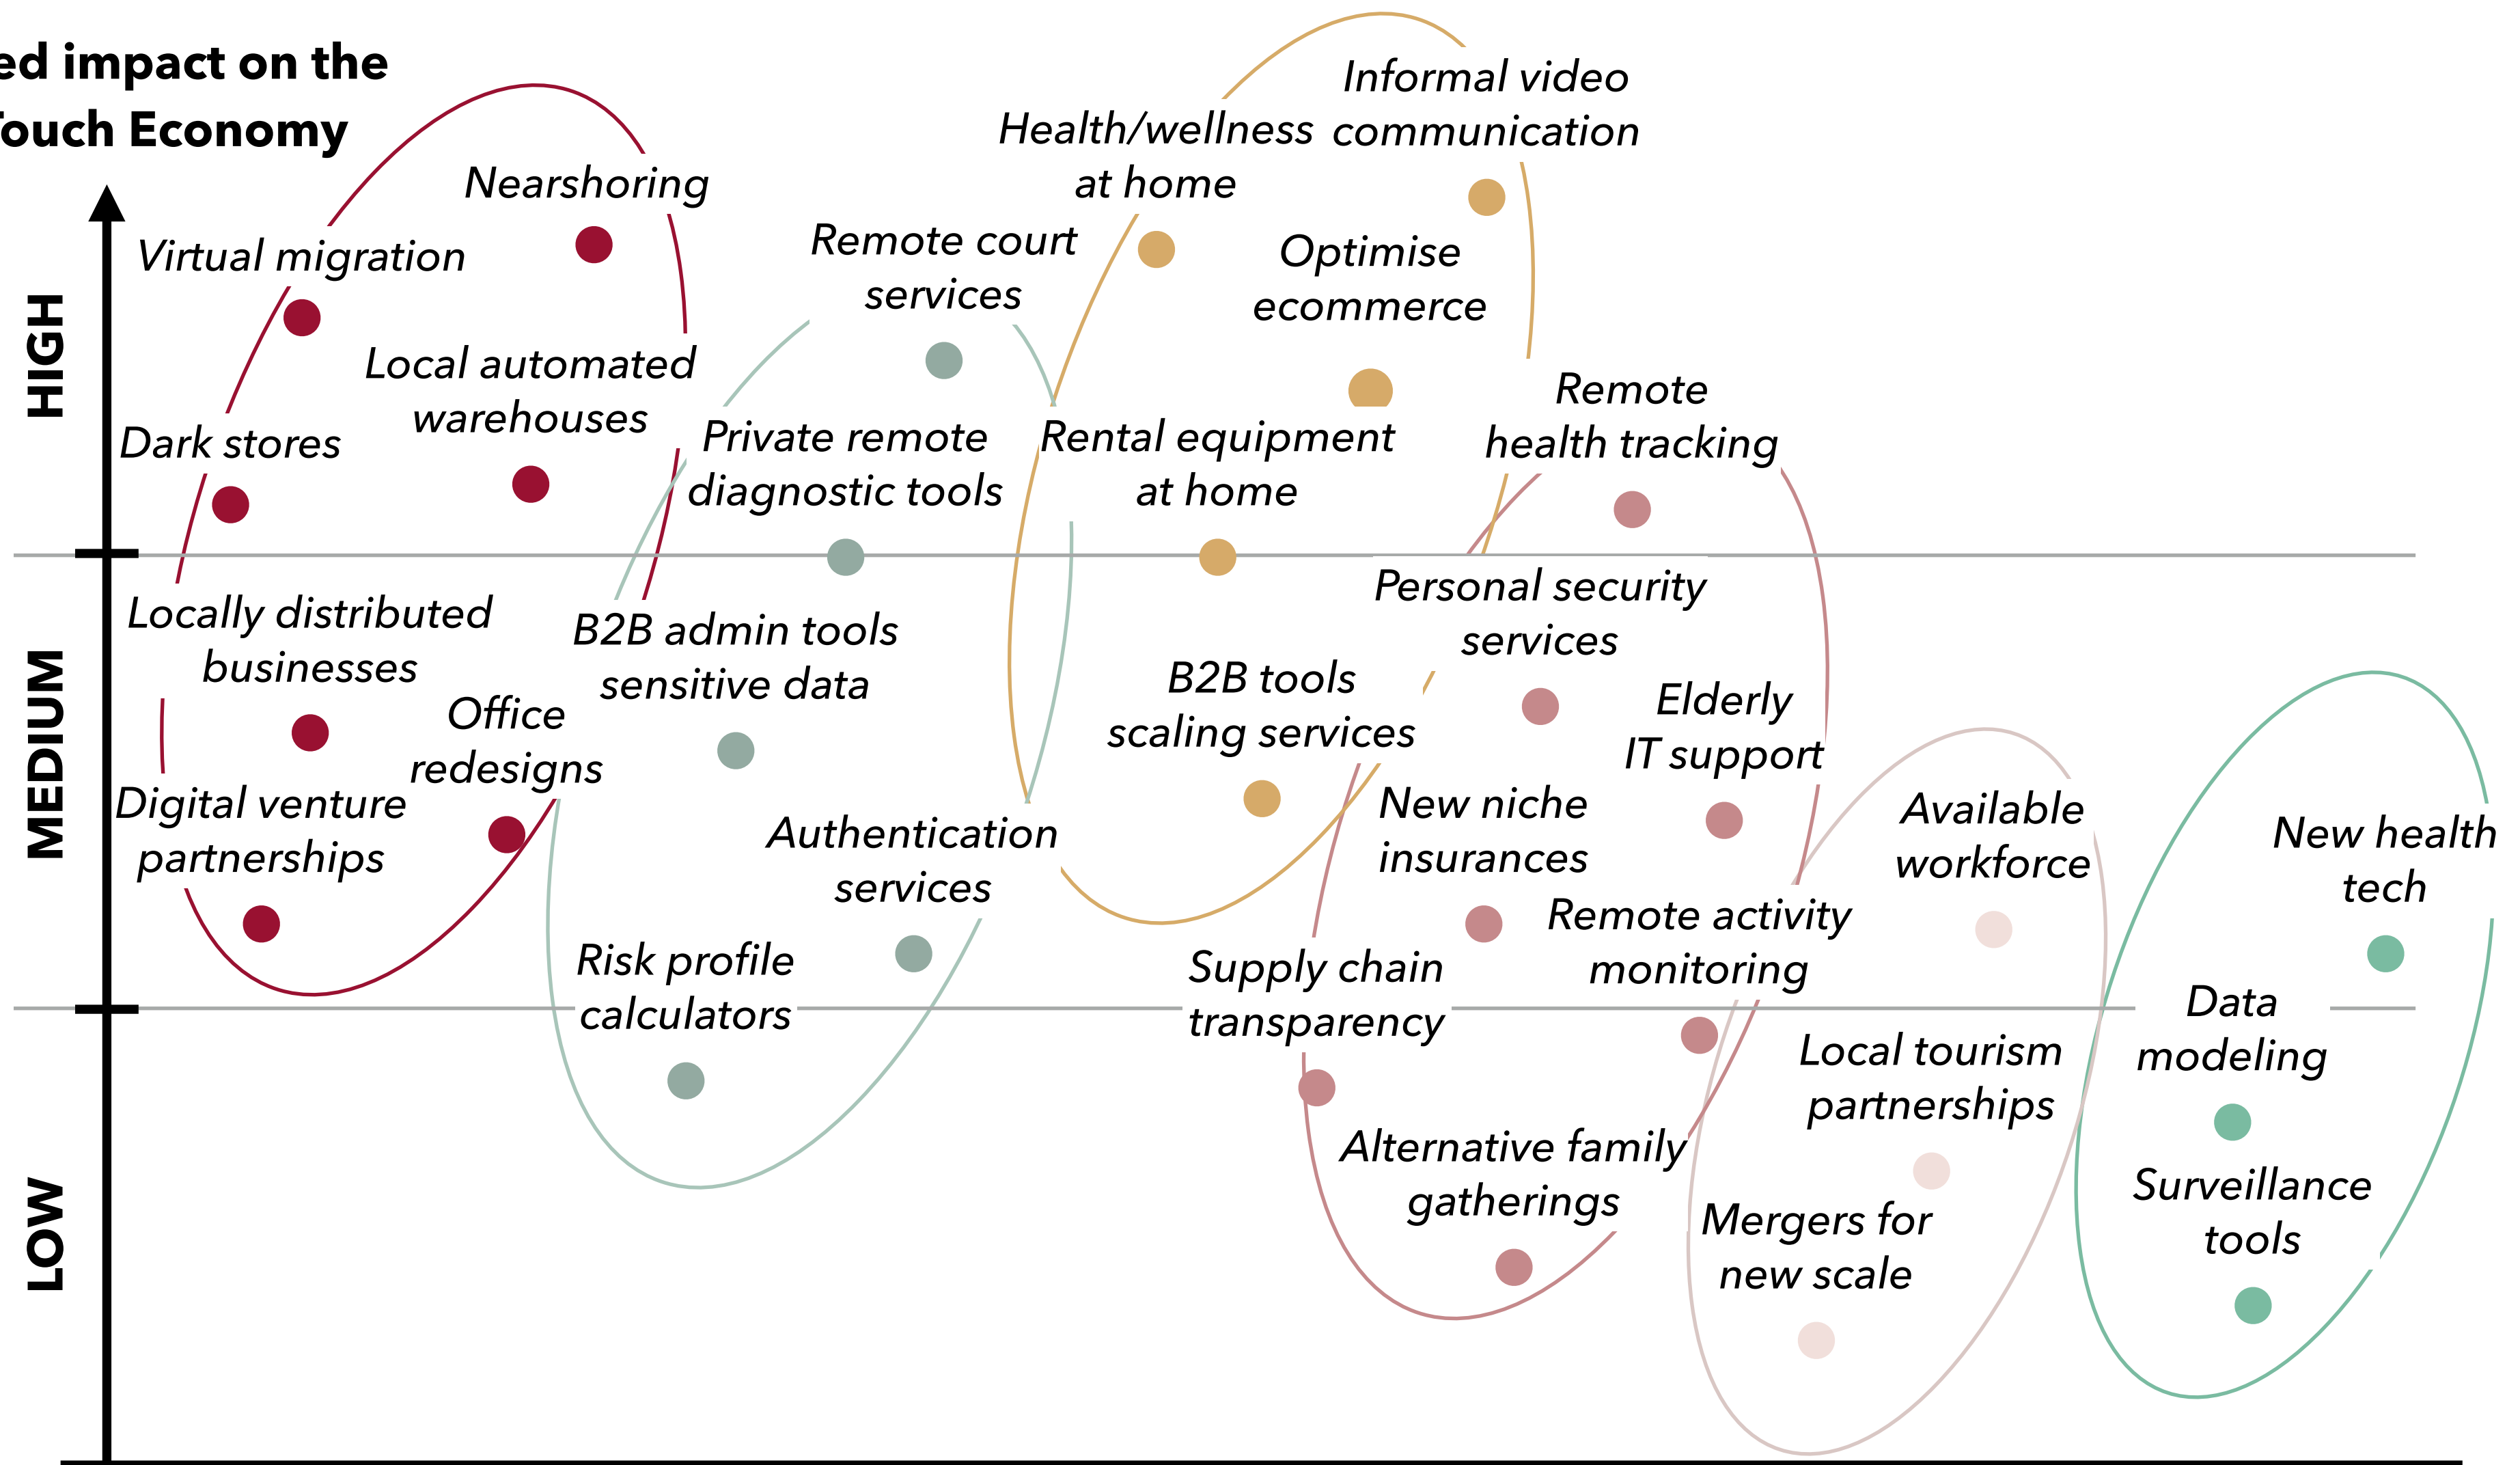 ed impact on the
Touch Economy
HIGH
MEDIUM
LOW
Nearshoring
Virtual migration
Local automated
warehouses
Dark stores
Locally distributed
businesses
Office
redesigns
Digital venture
partnerships
Remote court
services
Private remote
diagnostic tools
B2B admin tools
sensitive data
Authentication
services
Risk profile
calculators
Informal video
communication
Health/wellness
at home
Optimise
ecommerce
Rental equipment
at home
B2B tools
scaling services
Remote
health tracking
Personal security
services
Elderly
IT support
New niche
insurances
Remote activity
monitoring
Supply chain
transparency
Alternative family
gatherings
Available
workforce
Local tourism
partnerships
Mergers for
new scale
New health
tech
Data
modeling
Surveillance
tools